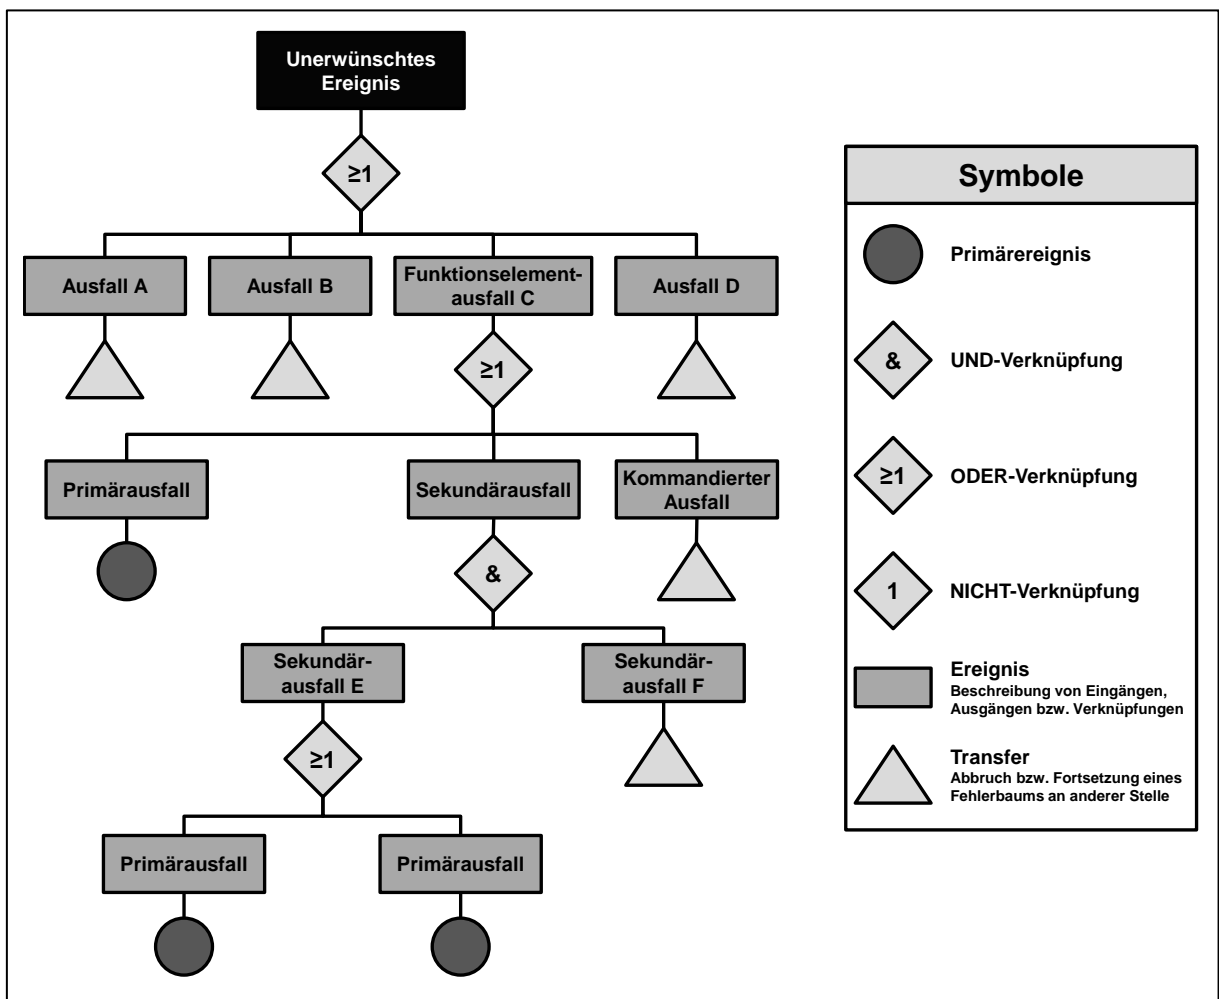 Unerwünschtes
Ereignis
≥1
Ausfall A
Ausfall B
Funktionselement-
ausfall C
Ausfall D
≥1
Primärausfall
Sekundärausfall
Kommandierter
Ausfall
&
Sekundär-
ausfall E
Sekundär-
ausfall F
≥1
Primärausfall
Primärausfall
Symbole
Primärereignis
&
UND-Verknüpfung
≥1
ODER-Verknüpfung
1
NICHT-Verknüpfung
Ereignis
Beschreibung von Eingängen,
Ausgängen bzw. Verknüpfungen
Transfer
Abbruch bzw. Fortsetzung eines
Fehlerbaums an anderer Stelle